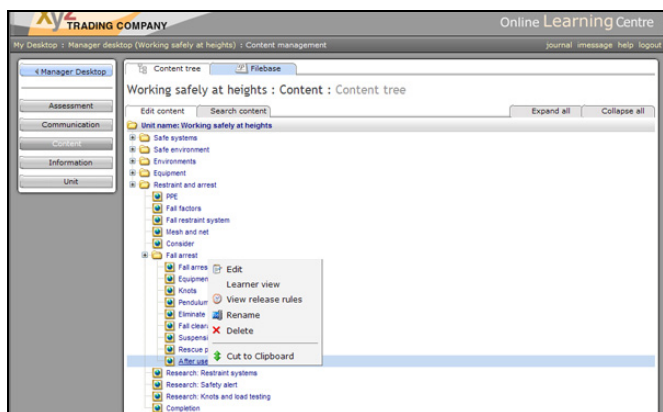 xyz TRADING COMPANY
Online Learning Centre
My Desktop : Manager desktop (Working safely at heights) : Content management
journal imessage help logout
Manager Desktop
Assessment
Communication
Content
Information
Unit
Content tree
Filebase
Working safely at heights : Content : Content tree
Edit content
Search content
Expand all
Collapse all
Unit name: Working safely at heights
Safe systems
Safe environment
Environments
Equipment
Restraint and arrest
PPE
Fall factors
Fall restraint system
Mesh and net
Consider
Fall arrest
Fall arres
Equipmen
Knots
Pendulum
Eliminate
Fall clear
Suspensi
Rescue p
After use
Edit
Learner view
View release rules
Rename
Delete
Cut to Clipboard
Research: Restraint systems
Research: Safety alert
Research: Knots and load testing
Completion